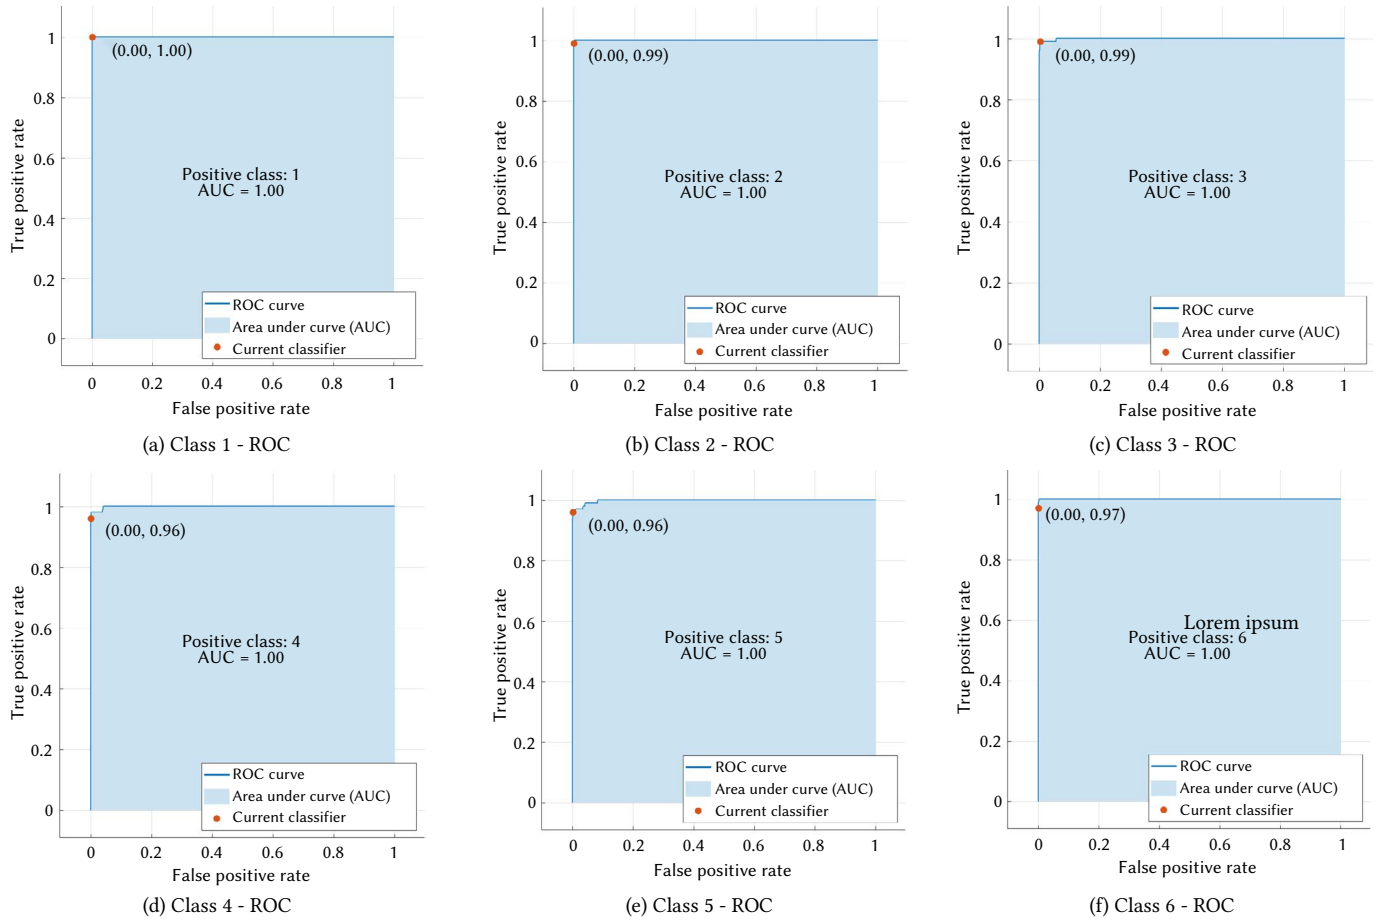 1
0.8
0.6
0.4
0.2
0
True positive rate
(0.00, 1.00)
Positive class: 1
AUC = 1.00
ROC curve
Area under curve (AUC)
Current classifier
0 0.2 0.4 0.6 0.8 1
False positive rate
(a) Class 1 - ROC
1
0.8
0.6
0.4
0.2
0
True positive rate
(0.00, 0.99)
Positive class: 2
AUC = 1.00
ROC curve
Area under curve (AUC)
Current classifier
0 0.2 0.4 0.6 0.8 1
False positive rate
(b) Class 2 - ROC
1
0.8
0.6
0.4
0.2
0
True positive rate
(0.00, 0.99)
Positive class: 3
AUC = 1.00
ROC curve
Area under curve (AUC)
Current classifier
0 0.2 0.4 0.6 0.8 1
False positive rate
(c) Class 3 - ROC
1
0.8
0.6
0.4
0.2
0
True positive rate
(0.00, 0.96)
Positive class: 4
AUC = 1.00
ROC curve
Area under curve (AUC)
Current classifier
0 0.2 0.4 0.6 0.8 1
False positive rate
(d) Class 4 - ROC
1
0.8
0.6
0.4
0.2
0
True positive rate
(0.00, 0.96)
Positive class: 5
AUC = 1.00
ROC curve
Area under curve (AUC)
Current classifier
0 0.2 0.4 0.6 0.8 1
False positive rate
(e) Class 5 - ROC
1
0.8
0.6
0.4
0.2
0
True positive rate
(0.00, 0.97)
Lorem ipsum
Positive class: 6
AUC = 1.00
ROC curve
Area under curve (AUC)
Current classifier
0 0.2 0.4 0.6 0.8 1
False positive rate
(f) Class 6 - ROC